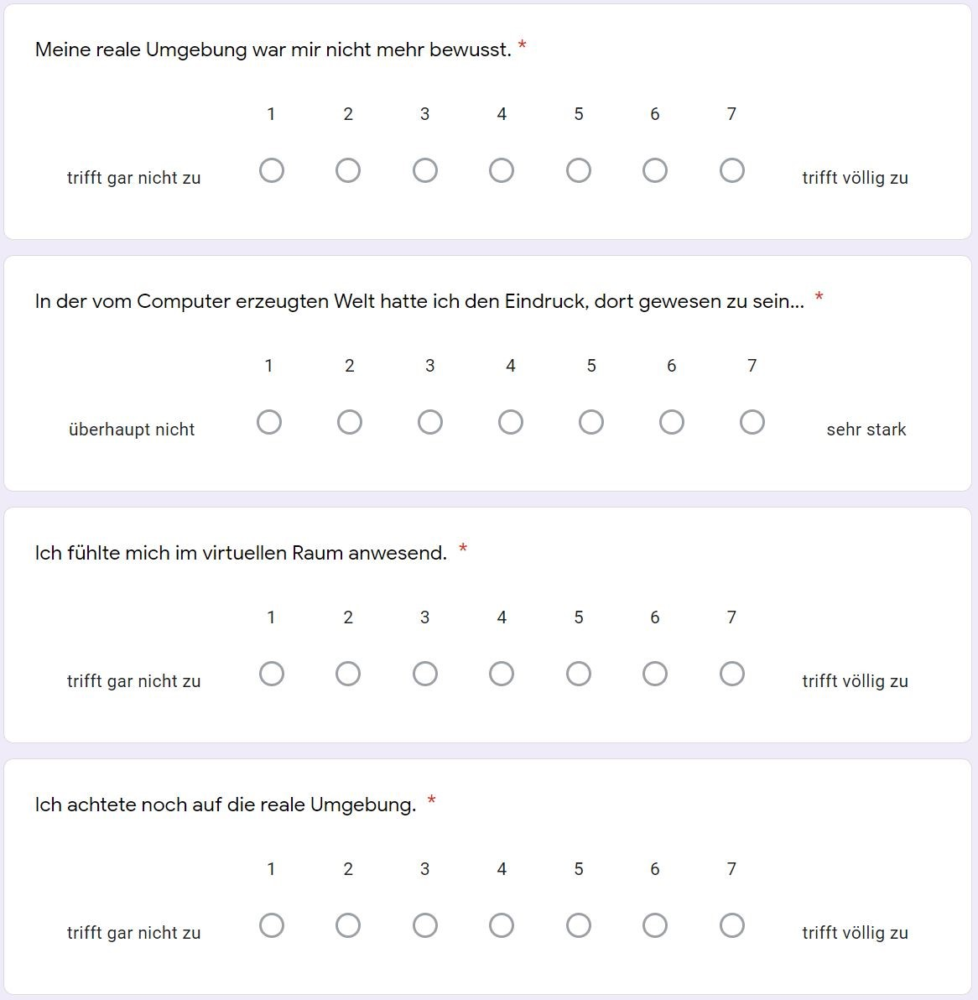 Meine reale Umgebung war mir nicht mehr bewusst. *
1 2 3 4 5 6 7
trifft gar nicht zu trifft völlig zu
In der vom Computer erzeugten Welt hatte ich den Eindruck, dort gewesen zu sein... *
1 2 3 4 5 6 7
überhaupt nicht sehr stark
Ich fühlte mich im virtuellen Raum anwesend. *
1 2 3 4 5 6 7
trifft gar nicht zu trifft völlig zu
Ich achtete noch auf die reale Umgebung. *
1 2 3 4 5 6 7
trifft gar nicht zu trifft völlig zu